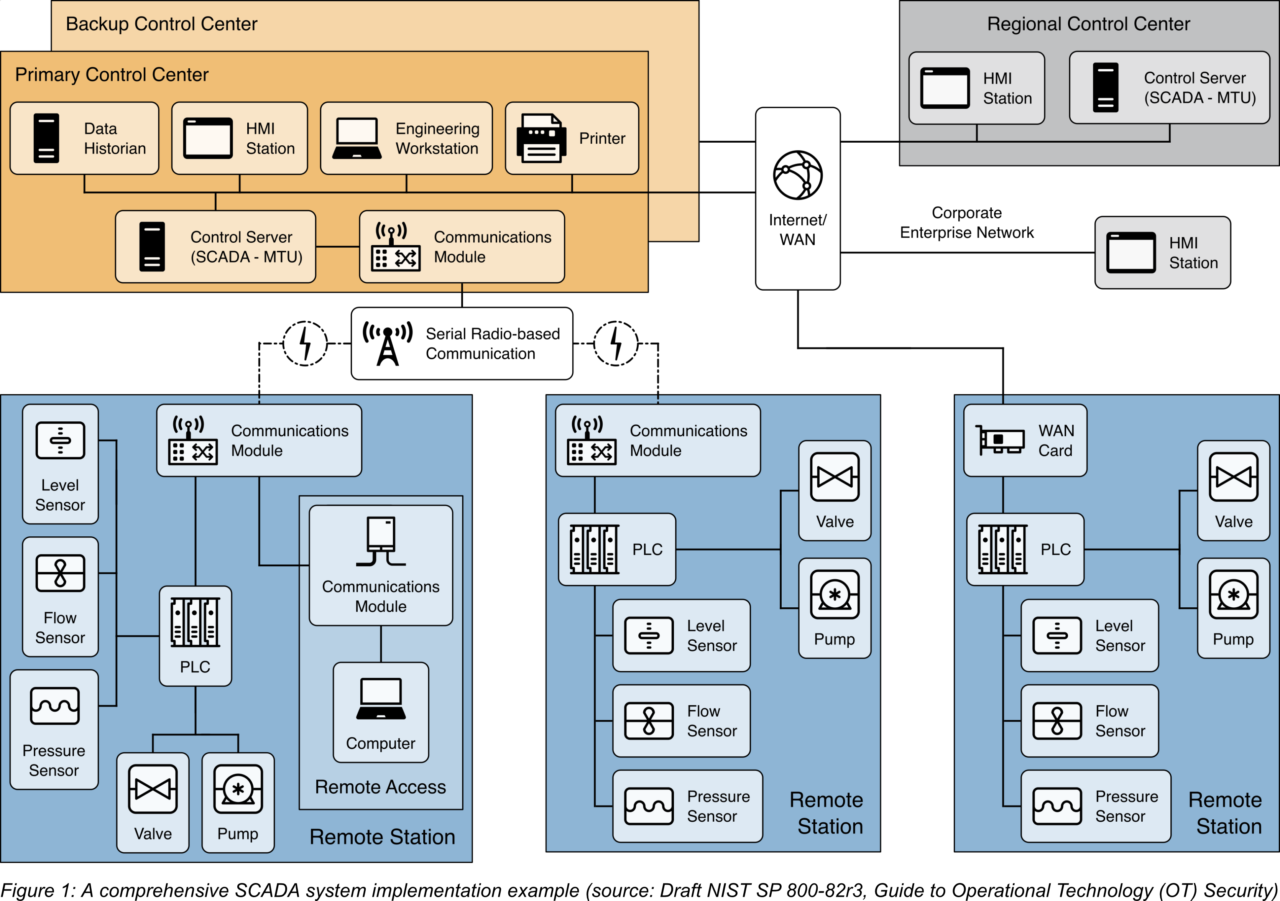 Backup Control Center
Primary Control Center
Data
Historian
HMI
Station
Engineering
Workstation
Printer
Control Server
(SCADA - MTU)
Communications
Module
Regional Control Center
HMI
Station
Control Server
(SCADA - MTU)
Internet/
WAN
Corporate
Enterprise Network
HMI
Station
Serial Radio-based
Communication
Level
Sensor
Flow
Sensor
Pressure
Sensor
Communications
Module
PLC
Valve
Pump
Communications
Module
Computer
Remote Access
Remote Station
Communications
Module
PLC
Valve
Pump
Level
Sensor
Flow
Sensor
Pressure
Sensor
Remote
Station
WAN
Card
PLC
Valve
Pump
Level
Sensor
Flow
Sensor
Pressure
Sensor
Remote
Station
Figure 1: A comprehensive SCADA system implementation example (source: Draft NIST SP 800-82r3, Guide to Operational Technology (OT) Security)